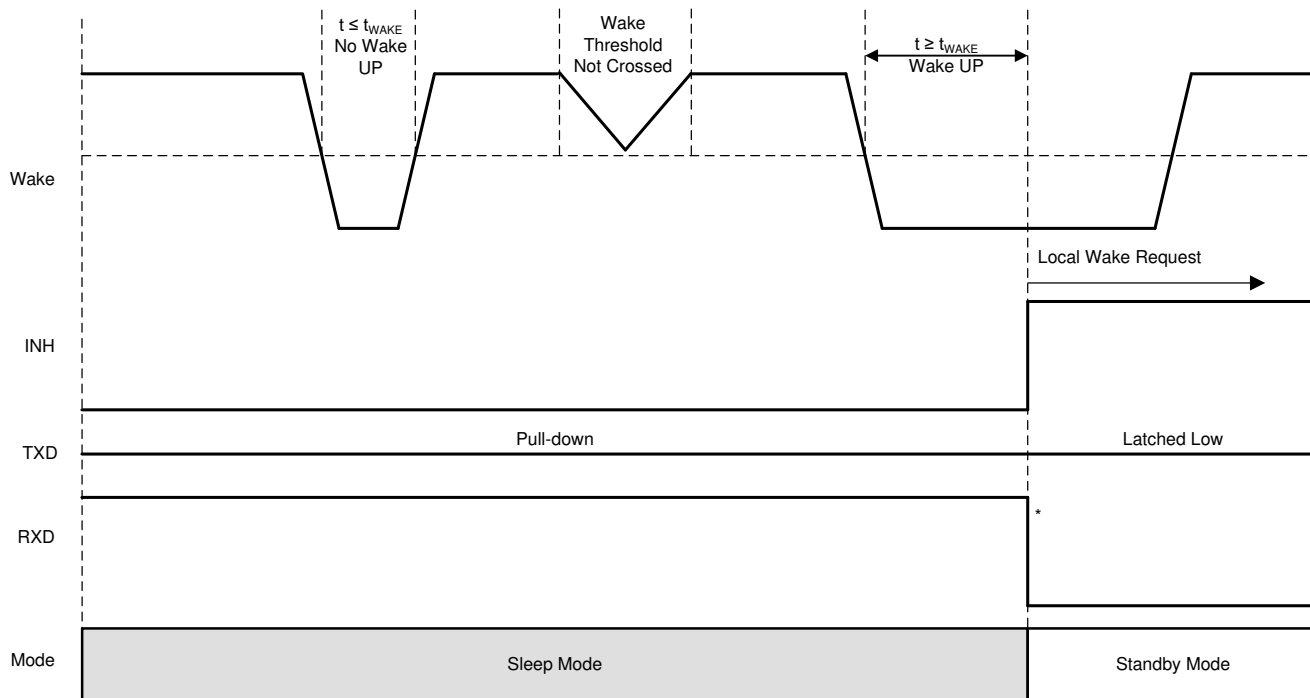 t ≤ tWAKE
No Wake
UP
Wake
Threshold
Not Crossed
t ≥ tWAKE
Wake UP
Wake
Local Wake Request
INH
Pull-down
Latched Low
TXD
*
RXD
Mode
Sleep Mode
Standby Mode